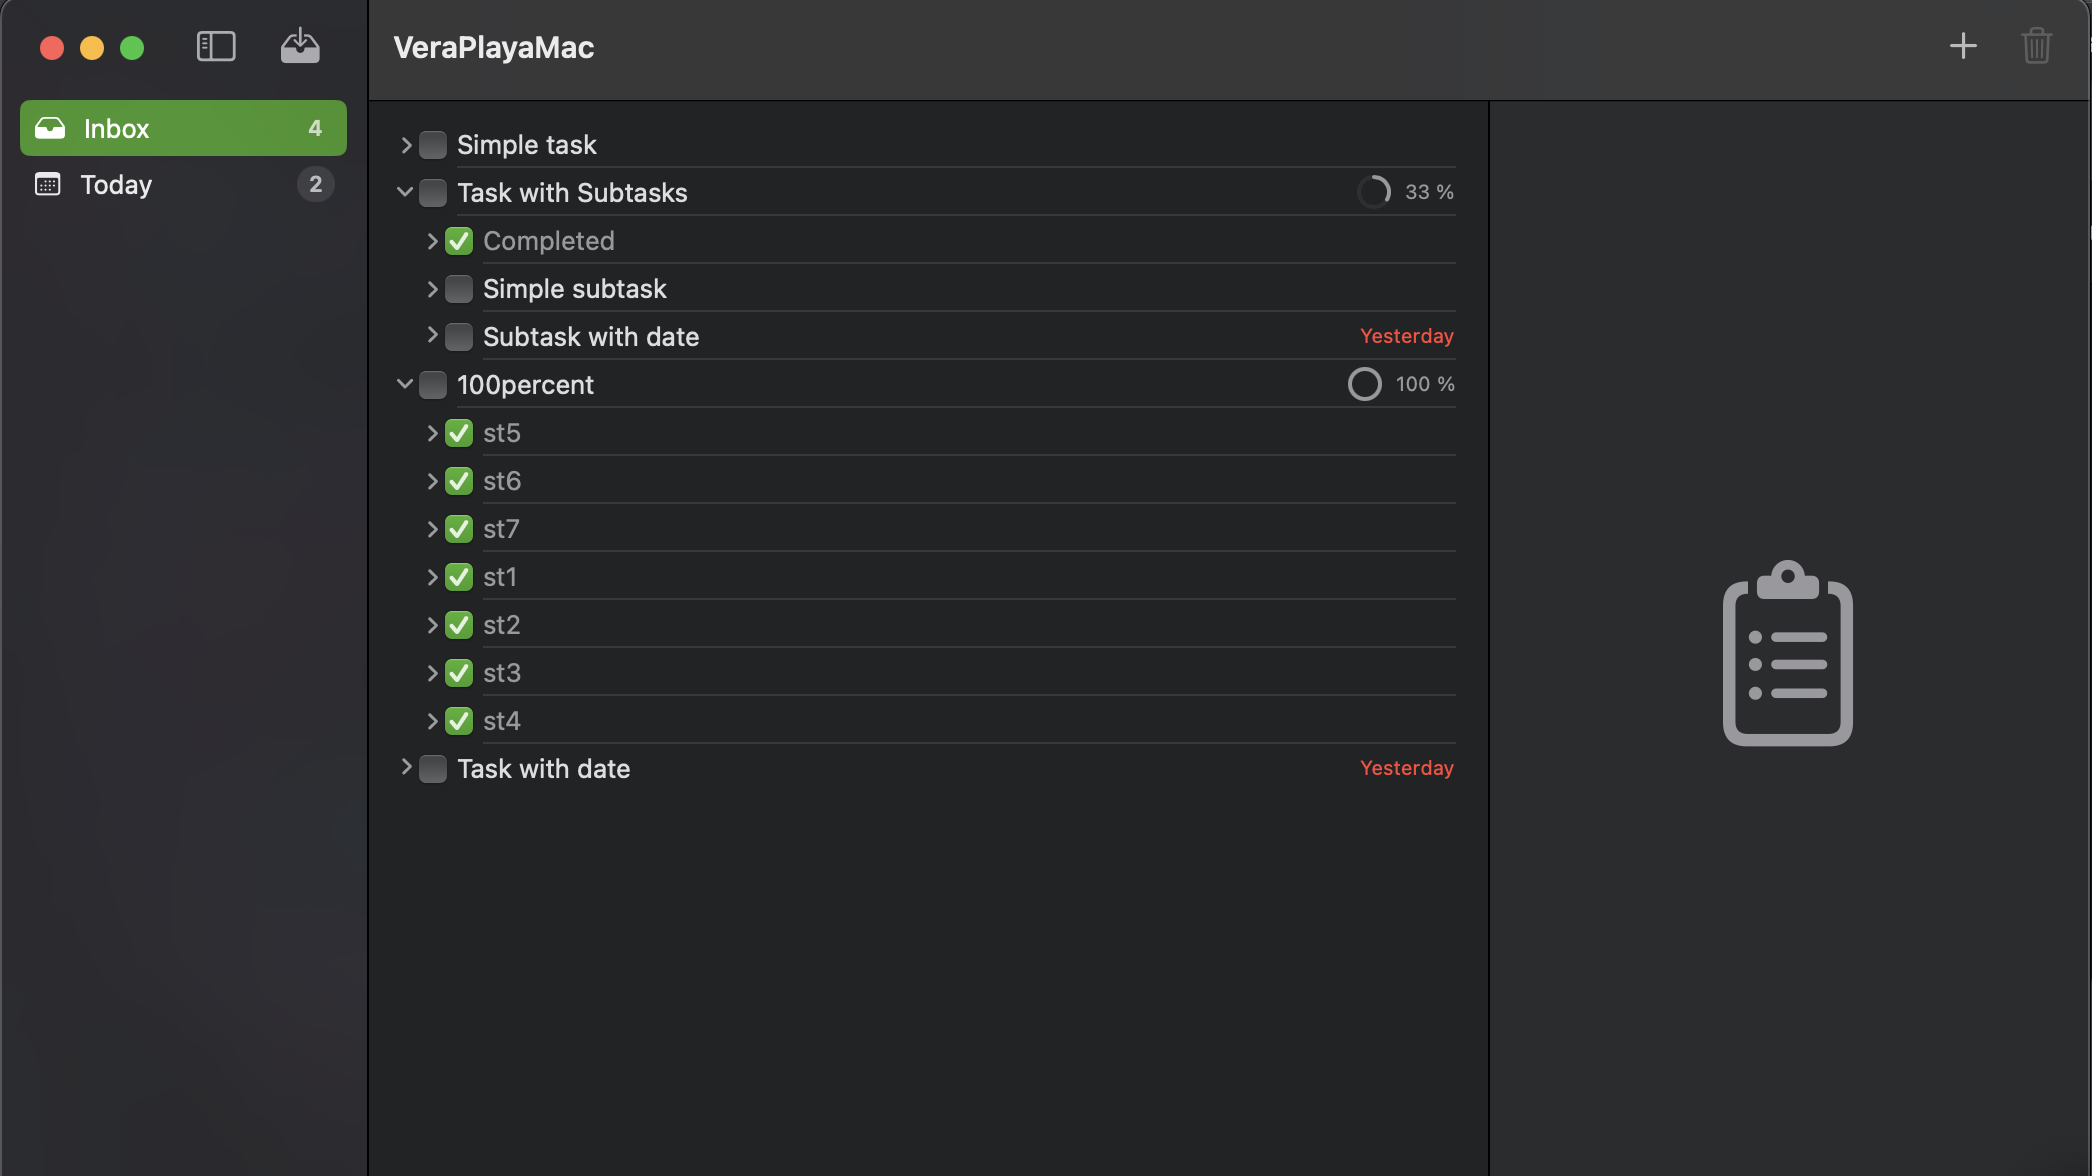 VeraPlayaMac
Inbox 4
Today 2
Simple task
Task with Subtasks 33 %
Completed
Simple subtask
Subtask with date Yesterday
100percent 100 %
st5
st6
st7
st1
st2
st3
st4
Task with date Yesterday